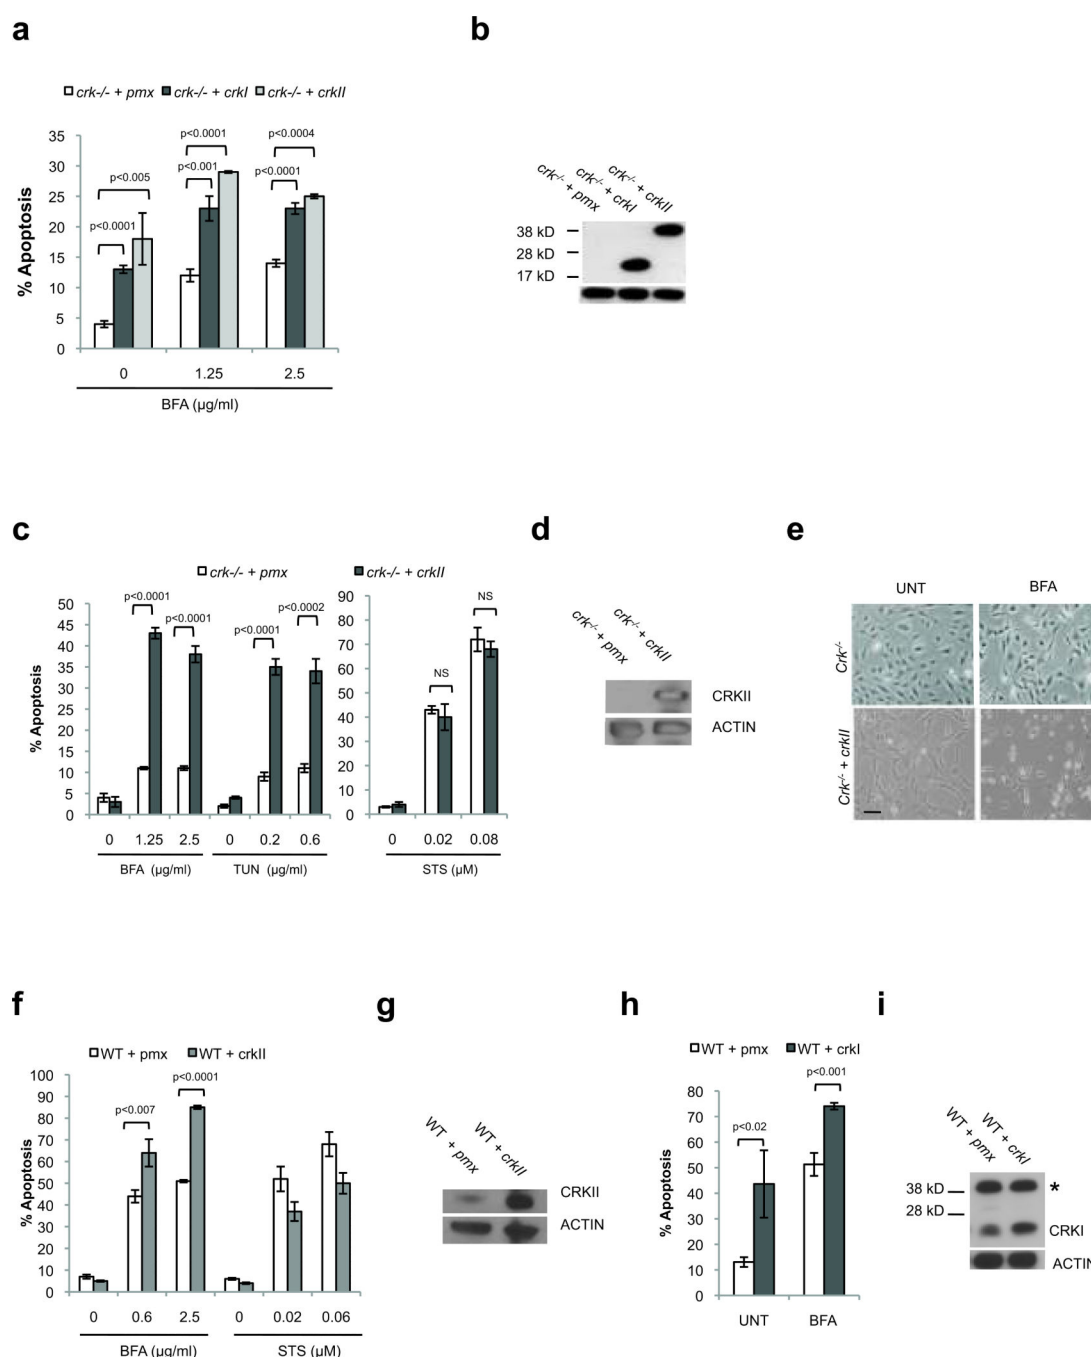 a
b
crk-/- + pmx crk-/- + crkI crk-/- + crkII
p<0.0001 p<0.0004
p<0.005 p<0.001 p<0.0001
p<0.0001
% Apoptosis
35
30
25
20
15
10
5
0
0 1.25 2.5
BFA (µg/ml)
crk-/- + pmx
crk-/- + crkI
crk-/- + crkII
38 kD
28 kD
17 kD
c
d
e
crk-/- + pmx crk-/- + crkII
p<0.0001 p<0.0001 p<0.0001 p<0.0002
% Apoptosis
50
45
40
35
30
25
20
15
10
5
0
0 1.25 2.5 0 0.2 0.6
BFA (µg/ml) TUN (µg/ml)
NS
NS
90
80
70
60
50
40
30
20
10
0
0 0.02 0.08
STS (µM)
crk-/- + pmx
crk-/- + crkII
CRKII
ACTIN
UNT BFA
Crk-/-
Crk-/- + crkII
f
g
h
i
WT + pmx WT + crkII
p<0.007 p<0.0001
% Apoptosis
100
90
80
70
60
50
40
30
20
10
0
0 0.6 2.5 0 0.02 0.06
BFA (µg/ml) STS (µM)
WT + pmx
WT + crkII
CRKII
ACTIN
WT + pmx WT + crkI
p<0.001
p<0.02
% Apoptosis
80
70
60
50
40
30
20
10
0
UNT BFA
WT + pmx
WT + crkI
38 kD *
28 kD
CRKI
ACTIN